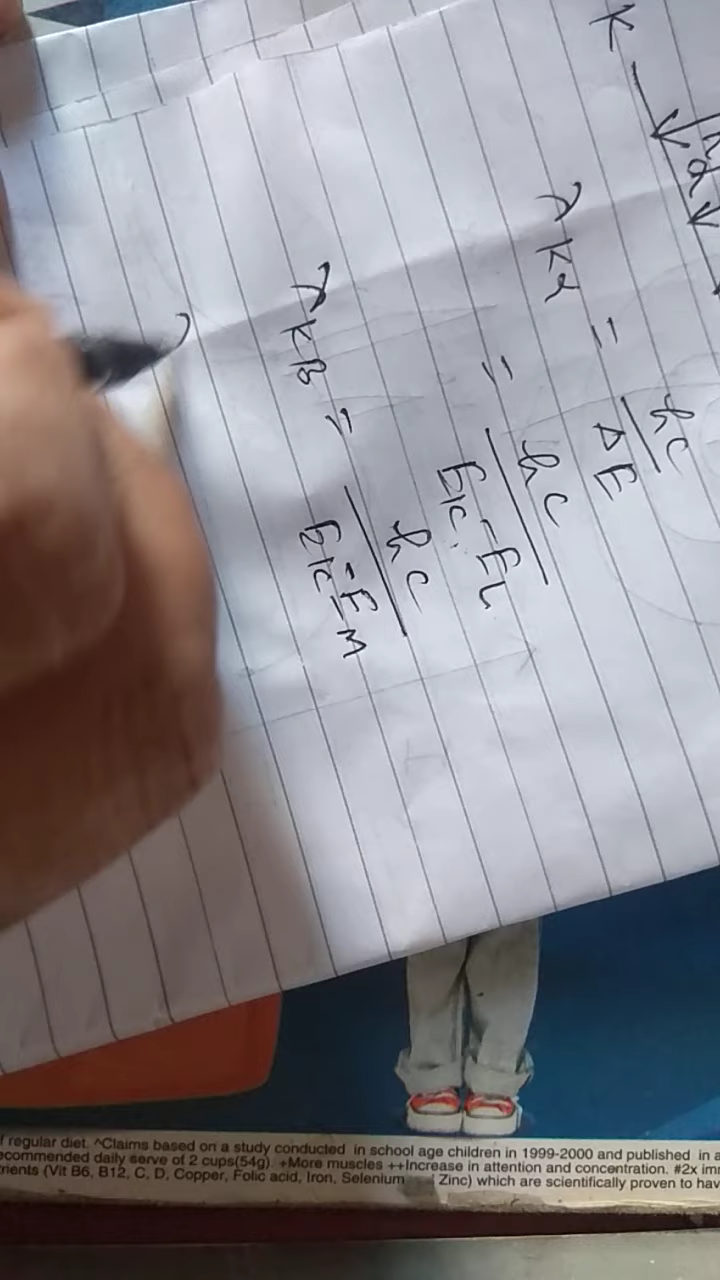 K
α
λKα = hc
ΔE
= hc
EK - EL
λKβ = hc
EK - EM
f regular diet. ^Claims based on a study conducted in school age children in 1999-2000 and published in a
ecommended daily serve of 2 cups(54g) +More muscles ++Increase in attention and concentration. #2x im
rients (Vit B6, B12, C, D, Copper, Folic acid, Iron, Selenium Zinc) which are scientifically proven to hav